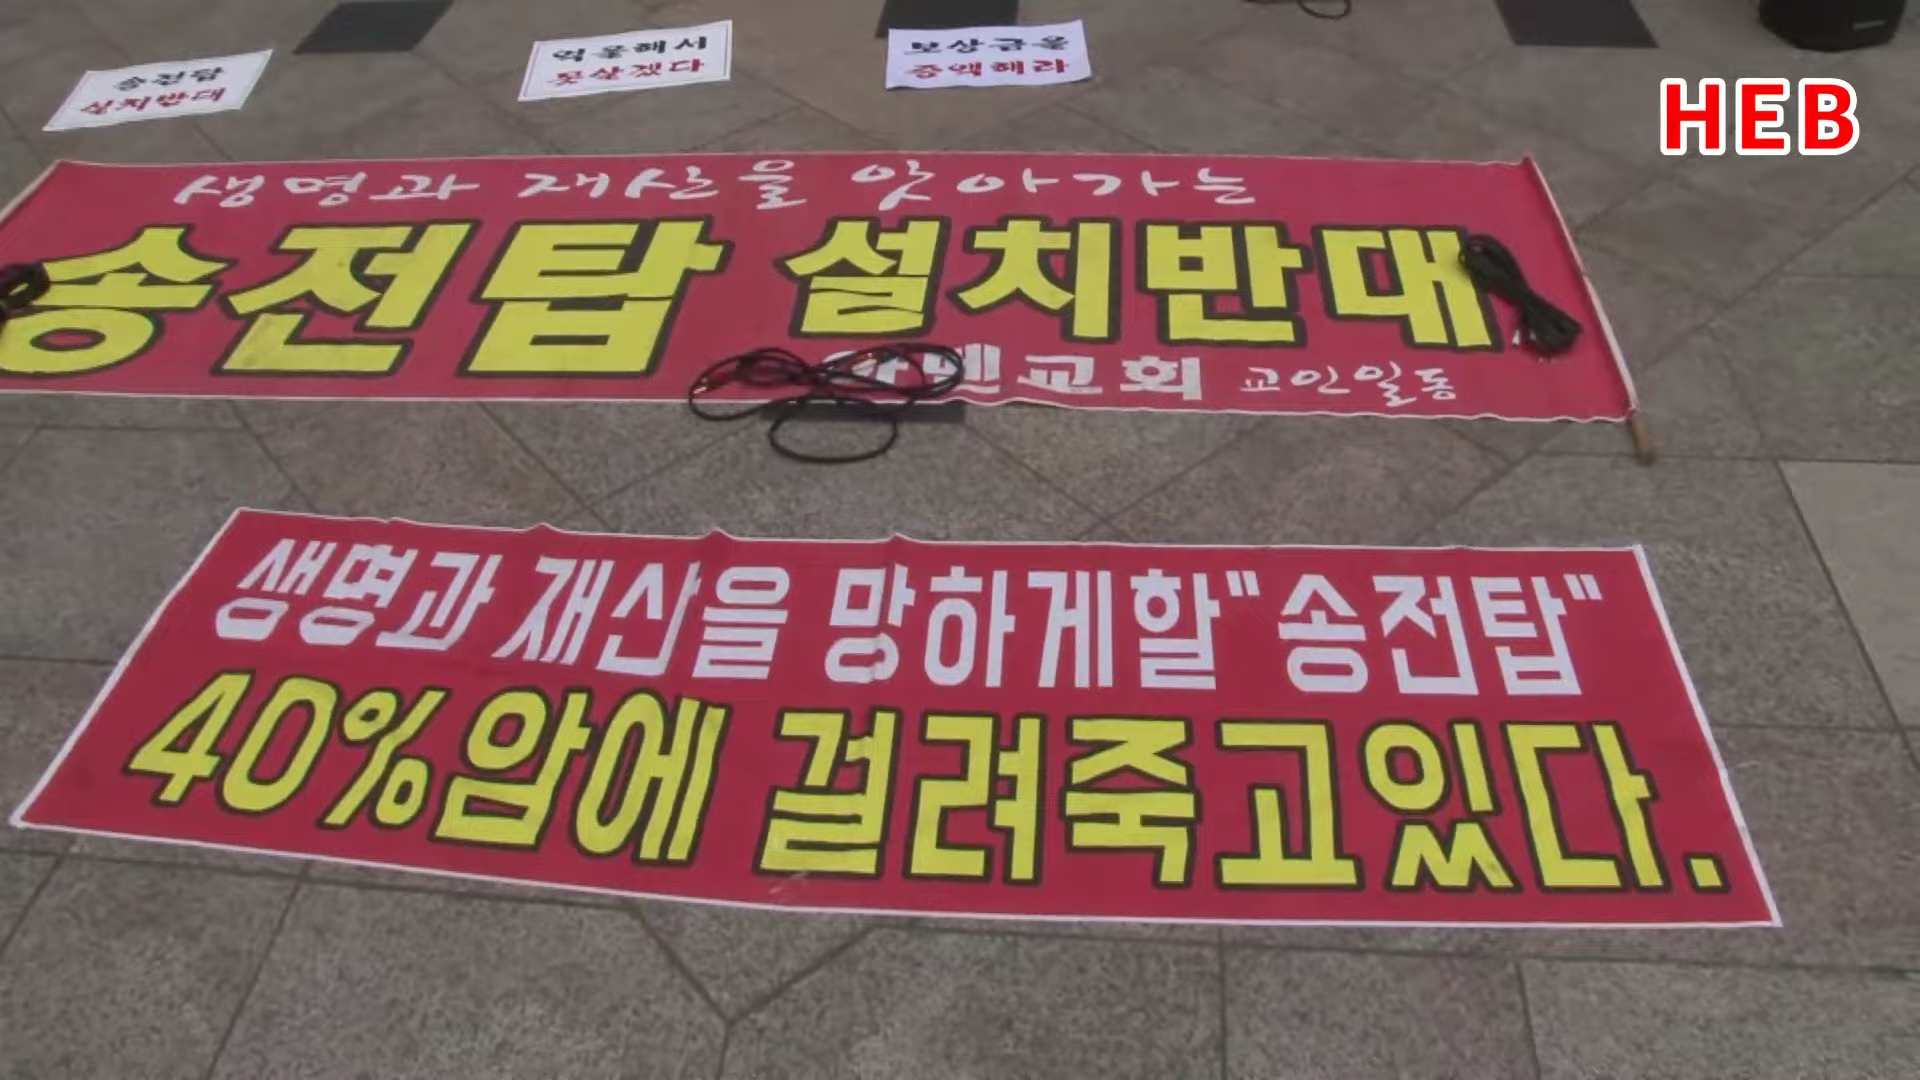 송전탑
설치반대
억울해서
못살겠다
보상금을
증액해라
HEB
생명과 재산을 앗아가는
송전탑 설치반대
교회 교인일동
생명과 재산을 망하게할"송전탑"
40%암에 걸려죽고있다.